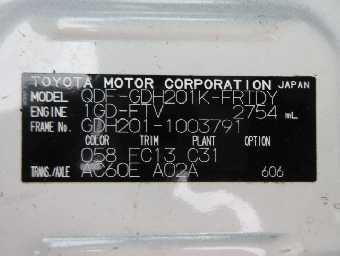 TOYOTA MOTOR CORPORATION JAPAN
MODEL QDF-GDH201K-FRTDY
ENGINE 1GD-FTV 2754 mL
FRAME No. GDH201-1003791
COLOR TRIM PLANT OPTION
058 FC13 C31
TRANS./AXLE AC60E A02A 606